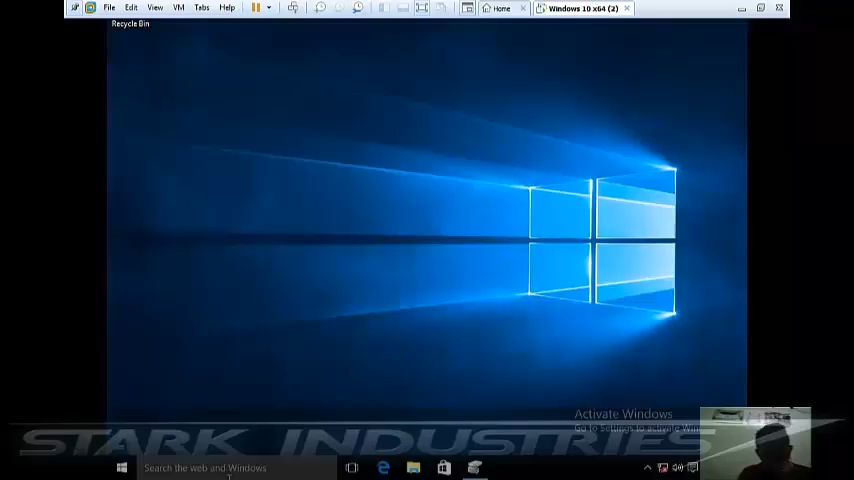 File Edit View VM Tabs Help
Home
Windows 10 x64 (2)
Recycle Bin
Activate Windows
Go to Settings to activate Win
STARK INDUSTRIES
Search the web and Windows